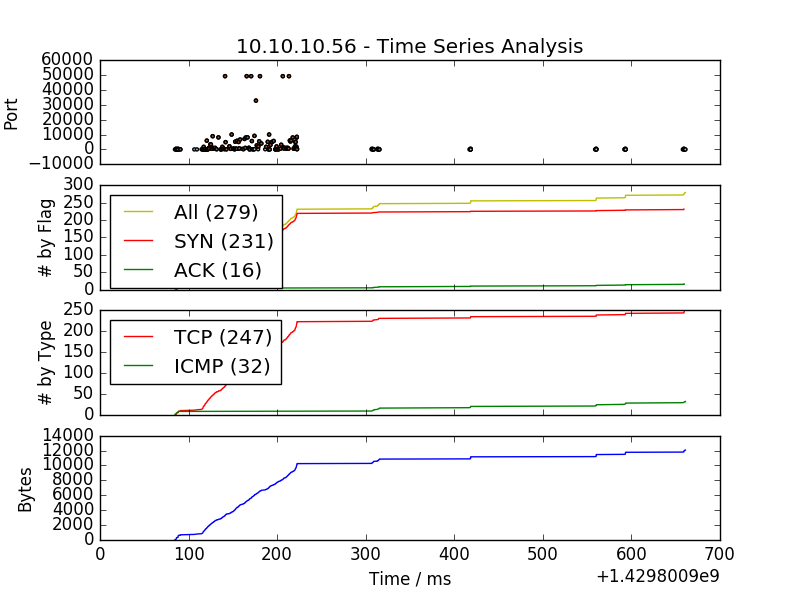 10.10.10.56 - Time Series Analysis
60000
50000
40000
30000
20000
10000
0
−10000
Port
300
250
200
150
100
50
0
# by Flag
All (279)
SYN (231)
ACK (16)
250
200
150
100
50
0
# by Type
TCP (247)
ICMP (32)
14000
12000
10000
8000
6000
4000
2000
0
Bytes
0 100 200 300 400 500 600 700
Time / ms
+1.4298009e9